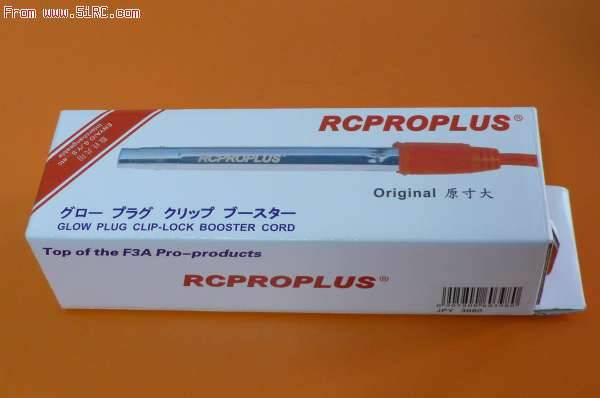 From www.5iRC.com
RCPROPLUS®
RCPROPLUS
Original 原寸大
グロー プラグ クリップ ブースター
GLOW PLUG CLIP-LOCK BOOSTER CORD
Top of the F3A Pro-products
RCPROPLUS®
JPY